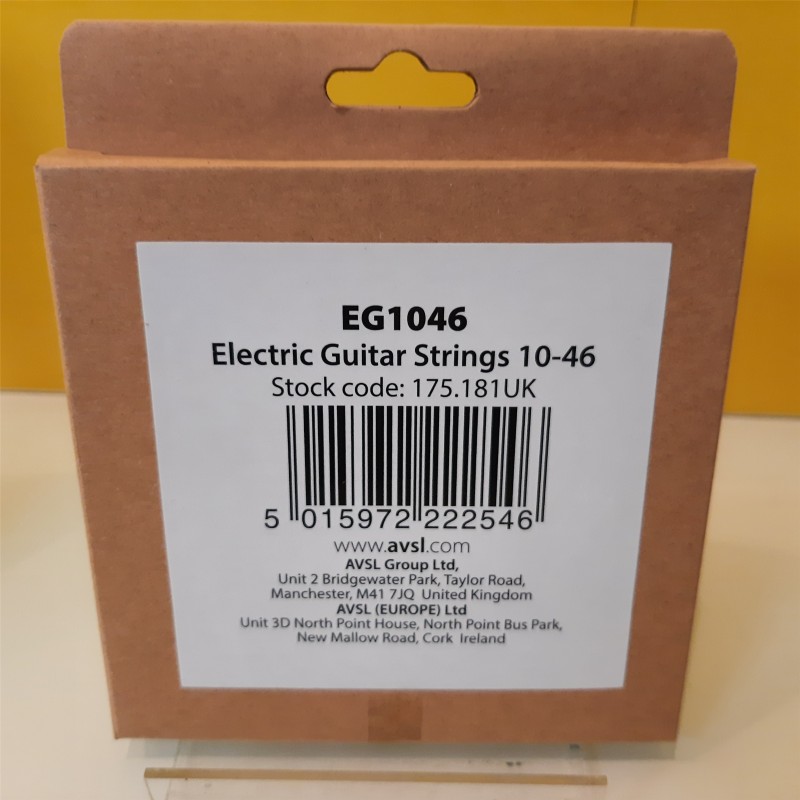 EG1046
Electric Guitar Strings 10-46
Stock code: 175.181UK
5 015972 222546
www.avsl.com
AVSL Group Ltd,
Unit 2 Bridgewater Park, Taylor Road,
Manchester, M41 7JQ United Kingdom
AVSL (EUROPE) Ltd
Unit 3D North Point House, North Point Bus Park,
New Mallow Road, Cork Ireland